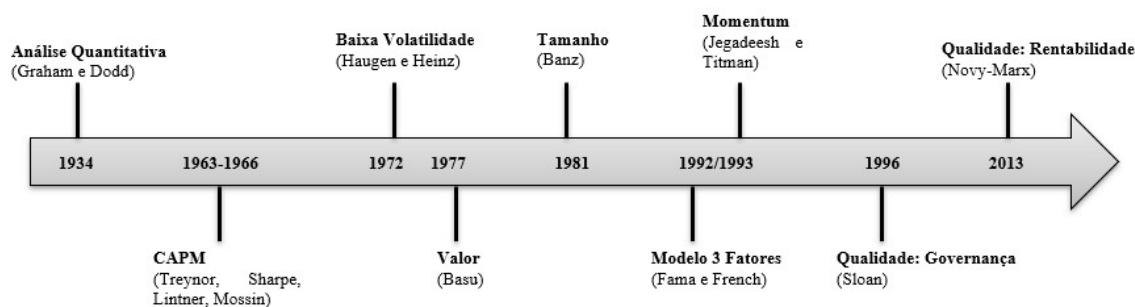 Análise Quantitativa
(Graham e Dodd)
Baixa Volatilidade
(Haugen e Heinz)
Tamanho
(Banz)
Momentum
(Jegadeesh e
Titman)
Qualidade: Rentabilidade
(Novy-Marx)
1934
1963-1966
1972
1977
1981
1992/1993
1996
2013
CAPM
(Treynor, Sharpe,
Lintner, Mossin)
Valor
(Basu)
Modelo 3 Fatores
(Fama e French)
Qualidade: Governança
(Sloan)